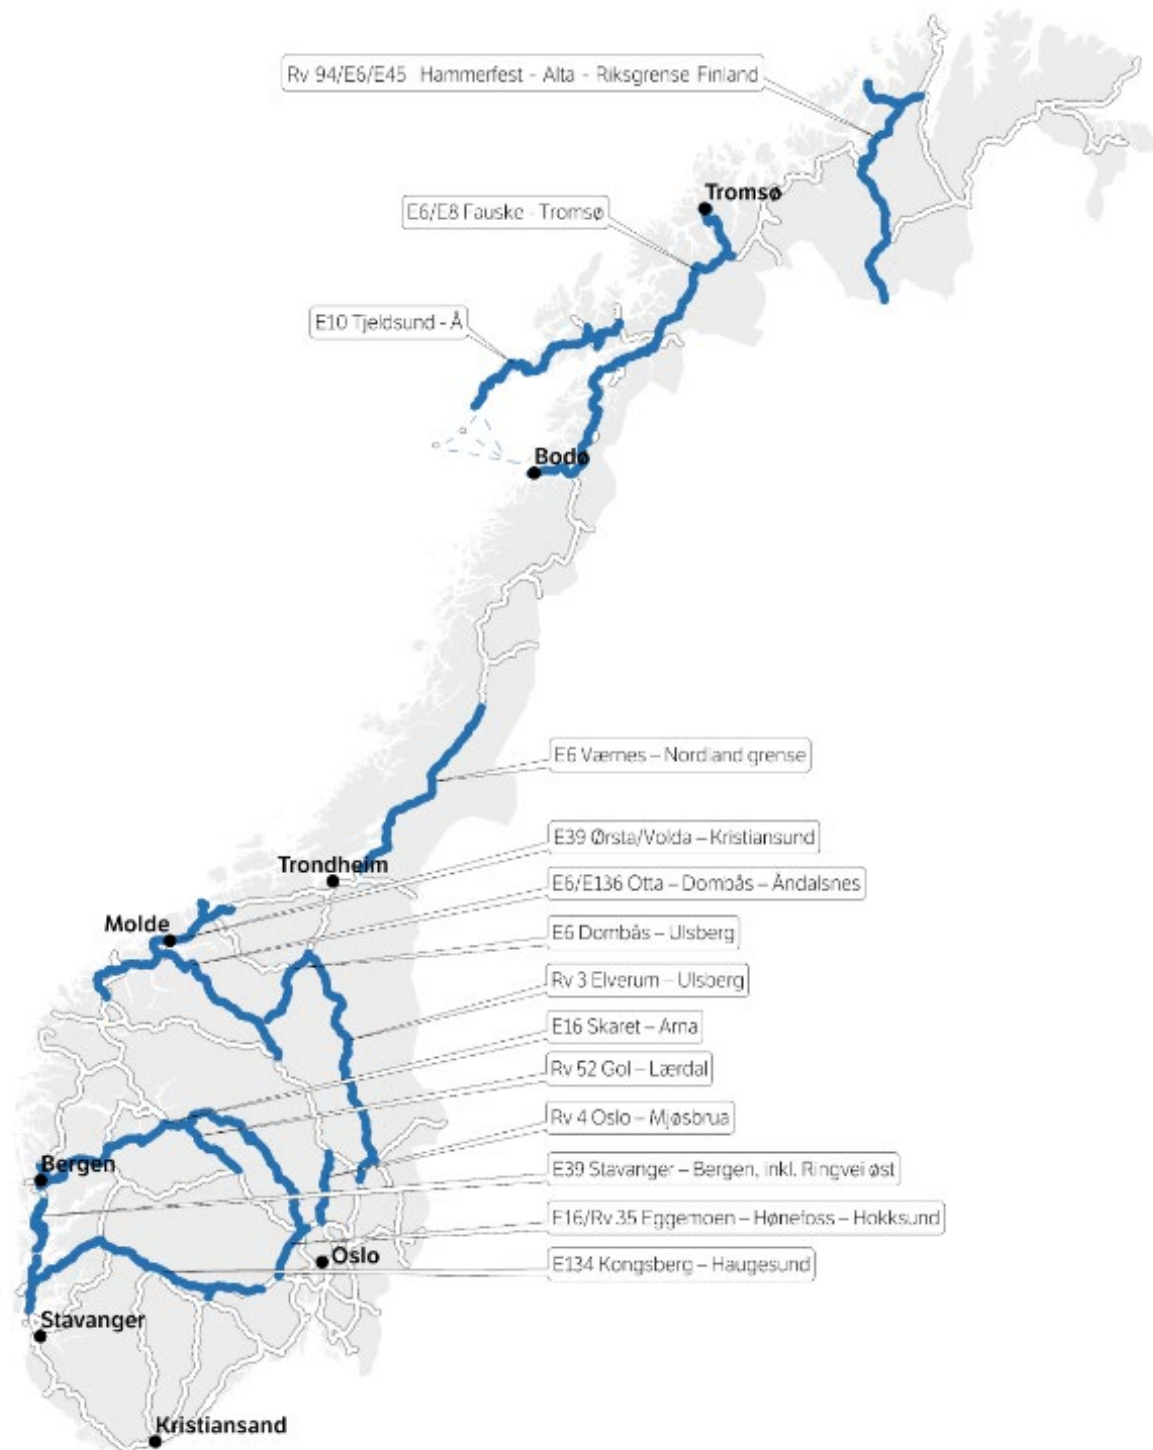 Rv 94/E6/E45 Hammerfest - Alta - Riksgrense Finland
Tromsø
E6/E8 Fauske - Tromsø
E10 Tjeldsund - Å
Bodø
E6 Værnes – Nordland grense
E39 Ørsta/Volda – Kristiansund
Trondheim
E6/E136 Otta – Dombås – Åndalsnes
Molde
E6 Dombås – Ulsberg
Rv 3 Elverum – Ulsberg
E16 Skaret – Arna
Rv 52 Gol – Lærdal
Rv 4 Oslo – Mjøsbrua
Bergen
E39 Stavanger – Bergen, inkl. Ringvei øst
E16/Rv 35 Eggemoen – Hønefoss – Hokksund
Oslo
E134 Kongsberg – Haugesund
Stavanger
Kristiansand